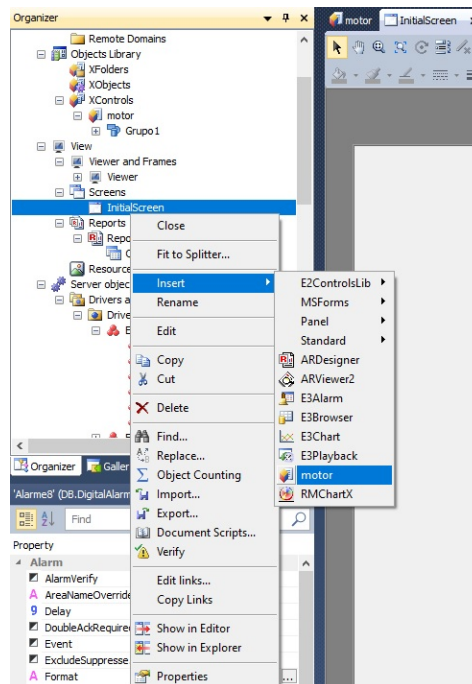 Organizer
motor
InitialScreen
Remote Domains
Objects Library
XFolders
XObjects
XControls
motor
Grupo1
View
Viewer and Frames
Viewer
Screens
InitialScreen
Reports
Repo
Resource
Server objec
Drivers a
Drive
Close
Fit to Splitter...
Insert
Rename
Edit
Copy
Cut
Delete
Find...
Replace...
Object Counting
Import...
Export...
Document Scripts...
Verify
Edit links...
Copy Links
Show in Editor
Show in Explorer
Properties
E2ControlsLib
MSForms
Panel
Standard
ARDesigner
ARViewer2
E3Alarm
E3Browser
E3Chart
E3Playback
motor
RMChartX
Organizer
Galler
'Alarme8' (DB.DigitalAlarm
Find
Property
Alarm
AlarmVerify
AreaNameOverride
Delay
DoubleAckRequire
Event
ExcludeSuppresse
Format
...